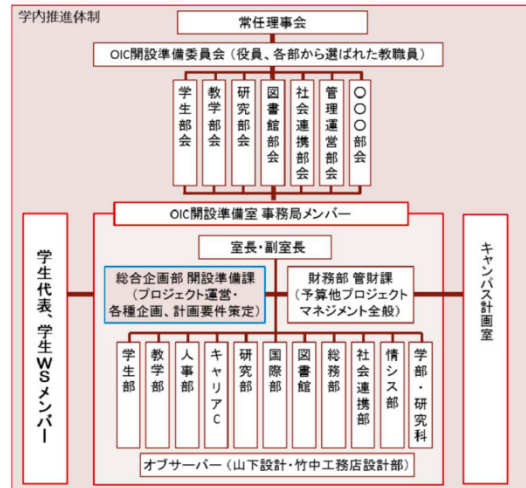 学内推進体制
常任理事会
OIC開設準備委員会（役員、各部から選ばれた教職員）
学生部会
教学部会
研究部会
図書館部会
社会連携部会
管理運営部会
〇〇〇部会
OIC開設準備室 事務局メンバー
室長・副室長
学生代表、学生WSメンバー
総合企画部 開設準備課
（プロジェクト運営・
各種企画、計画要件策定）
財務部 管財課
（予算他プロジェクト
マネジメント全般）
キャンパス計画室
学生部
教学部
人事部
キャリアC
研究部
国際部
図書館
総務部
社会連携部
情シス部
学部・研究科
オブザーバー（山下設計・竹中工務店設計部）